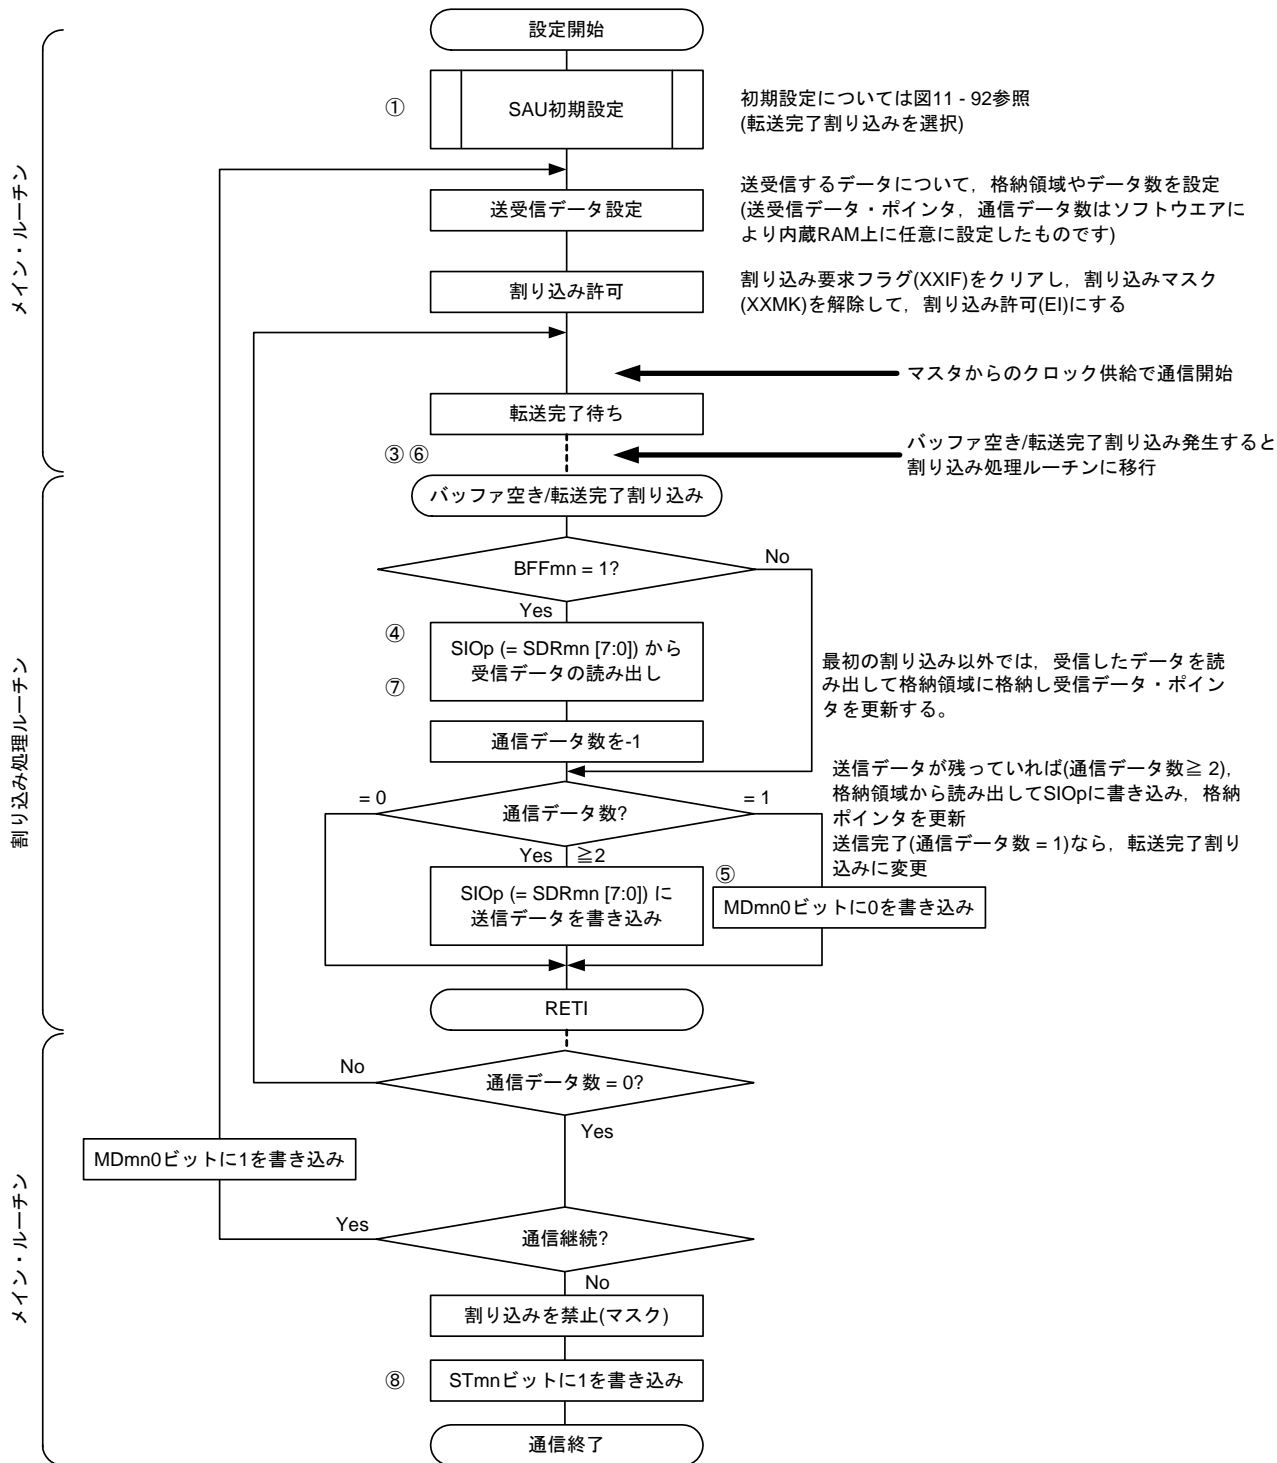 設定開始
①
SAU初期設定
初期設定については図11 - 92参照
(転送完了割り込みを選択)
メイン・ルーチン
送受信データ設定
送受信するデータについて，格納領域やデータ数を設定
(送受信データ・ポインタ，通信データ数はソフトウエアに
より内蔵RAM上に任意に設定したものです)
割り込み許可
割り込み要求フラグ(XXIF)をクリアし，割り込みマスク
(XXMK)を解除して，割り込み許可(EI)にする
マスタからのクロック供給で通信開始
転送完了待ち
③ ⑥
バッファ空き/転送完了割り込み発生すると
割り込み処理ルーチンに移行
バッファ空き/転送完了割り込み
割り込み処理ルーチン
BFFmn = 1?
No
Yes
④
SIOp (= SDRmn [7:0]) から
受信データの読み出し
⑦
最初の割り込み以外では，受信したデータを読
み出して格納領域に格納し受信データ・ポイン
タを更新する。
通信データ数を-1
送信データが残っていれば(通信データ数≧ 2)，
格納領域から読み出してSIOpに書き込み，格納
ポインタを更新
送信完了(通信データ数 = 1)なら，転送完了割り
込みに変更
= 0
通信データ数?
= 1
Yes ≧2
SIOp (= SDRmn [7:0]) に
送信データを書き込み
⑤
MDmn0ビットに0を書き込み
RETI
No
通信データ数 = 0?
Yes
MDmn0ビットに1を書き込み
メイン・ルーチン
Yes
通信継続?
No
割り込みを禁止(マスク)
⑧
STmnビットに1を書き込み
通信終了